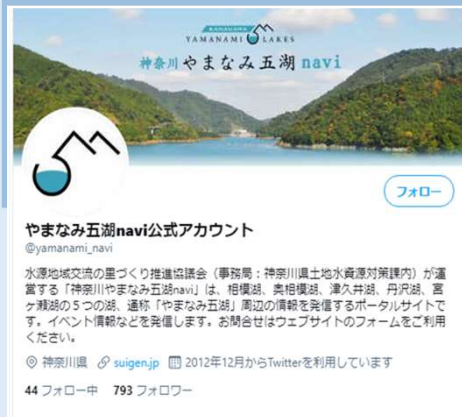 KANAGAWA
YAMANAMI LAKES
神奈川やまなみ五湖 navi
フォロー
やまなみ五湖navi公式アカウント
@yamanami_navi
水源地域交流の里づくり推進協議会（事務局：神奈川県土地水資源対策課内）が運
営する「神奈川やまなみ五湖navi」は、相模湖、奥相模湖、津久井湖、丹沢湖、宮
ヶ瀬湖の５つの湖、通称「やまなみ五湖」周辺の情報を発信するポータルサイトで
す。イベント情報などを発信します。お問合せはウェブサイトのフォームをご利用
ください。
神奈川県 suigen.jp 2012年12月からTwitterを利用しています
44 フォロー中 793 フォロワー